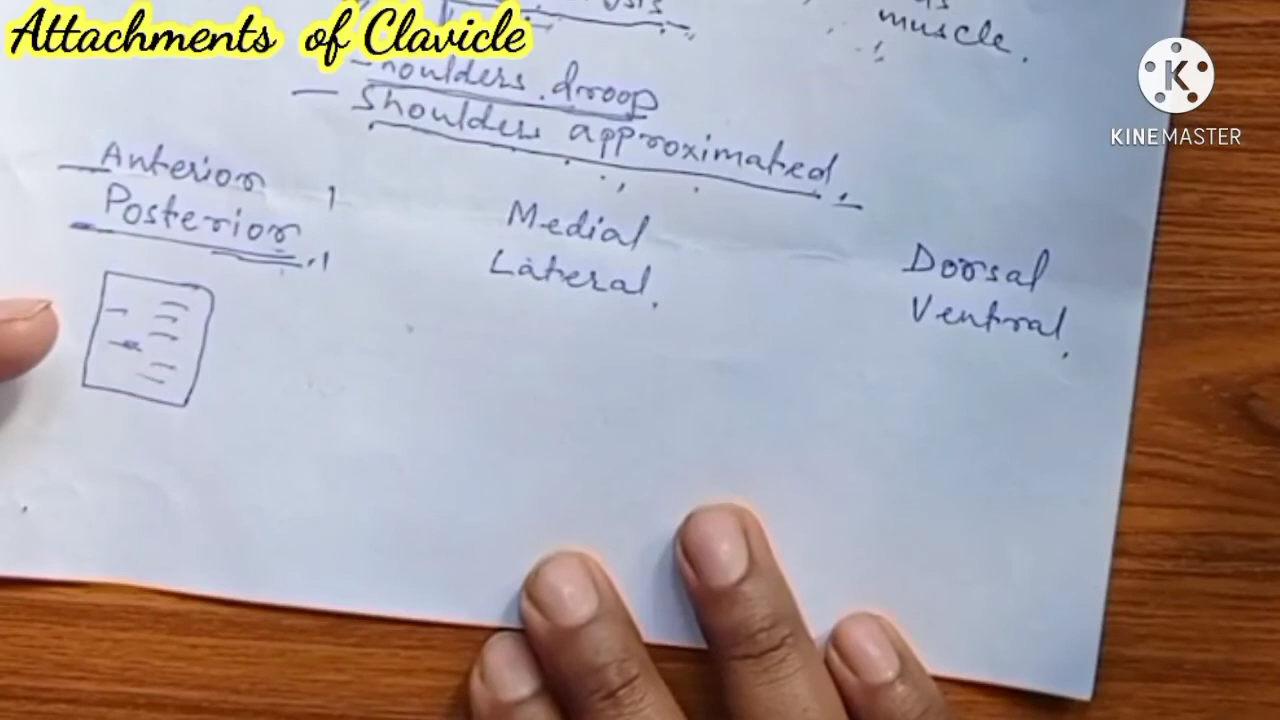 Attachments of Clavicle
muscle.
shoulders droop
— shoulders approximated.
KINEMASTER
Anterior,
Posterior,
Medial
Lateral.
Dorsal
Ventral.